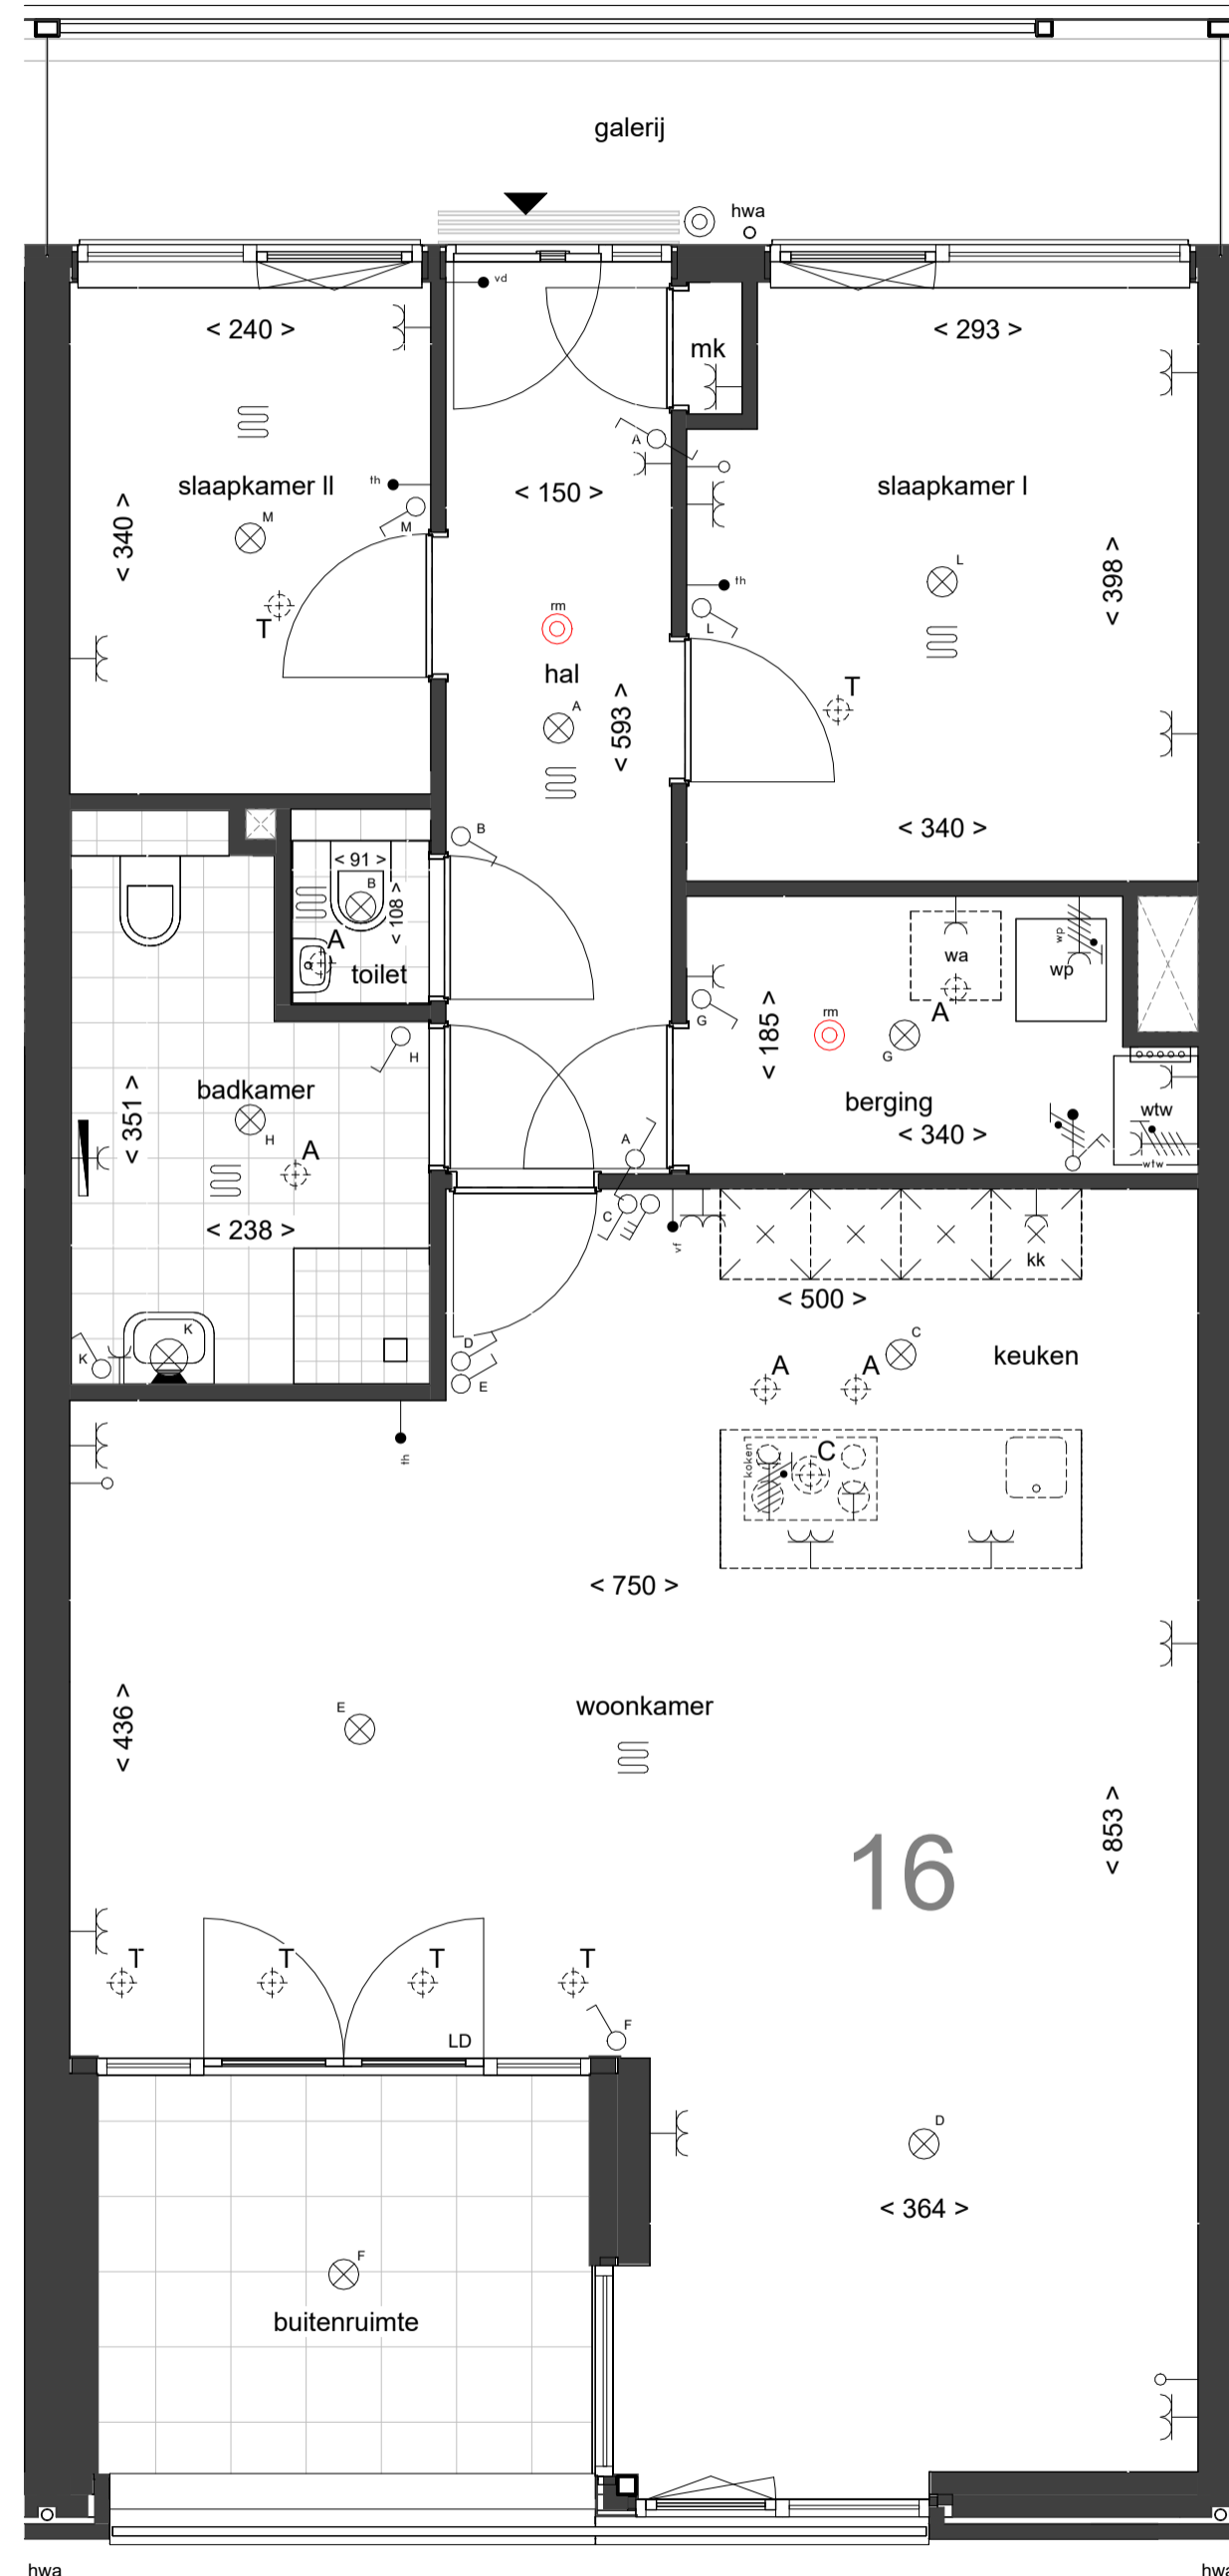 galerij
hwa
vd
< 240 >
mk
< 293 >
A
slaapkamer II
th
< 150 >
slaapkamer I
M
M
< 340 >
< 398 >
L
th
T
rm
L
hal
< 593 >
T
A
B
< 340 >
< 91 >
B
< 108 >
A
toilet
wa
wp
wp
A
G
rm
G
< 185 >
H
badkamer
berging
wtw
< 351 >
H
A
A
< 340 >
wtw
< 238 >
C
vf
kk
< 500 >
K
K
D
E
C
keuken
A
A
th
koken
C
< 750 >
E
woonkamer
< 436 >
< 853 >
16
T
T
T
T
LD
F
D
< 364 >
F
buitenruimte
hwa
hwa